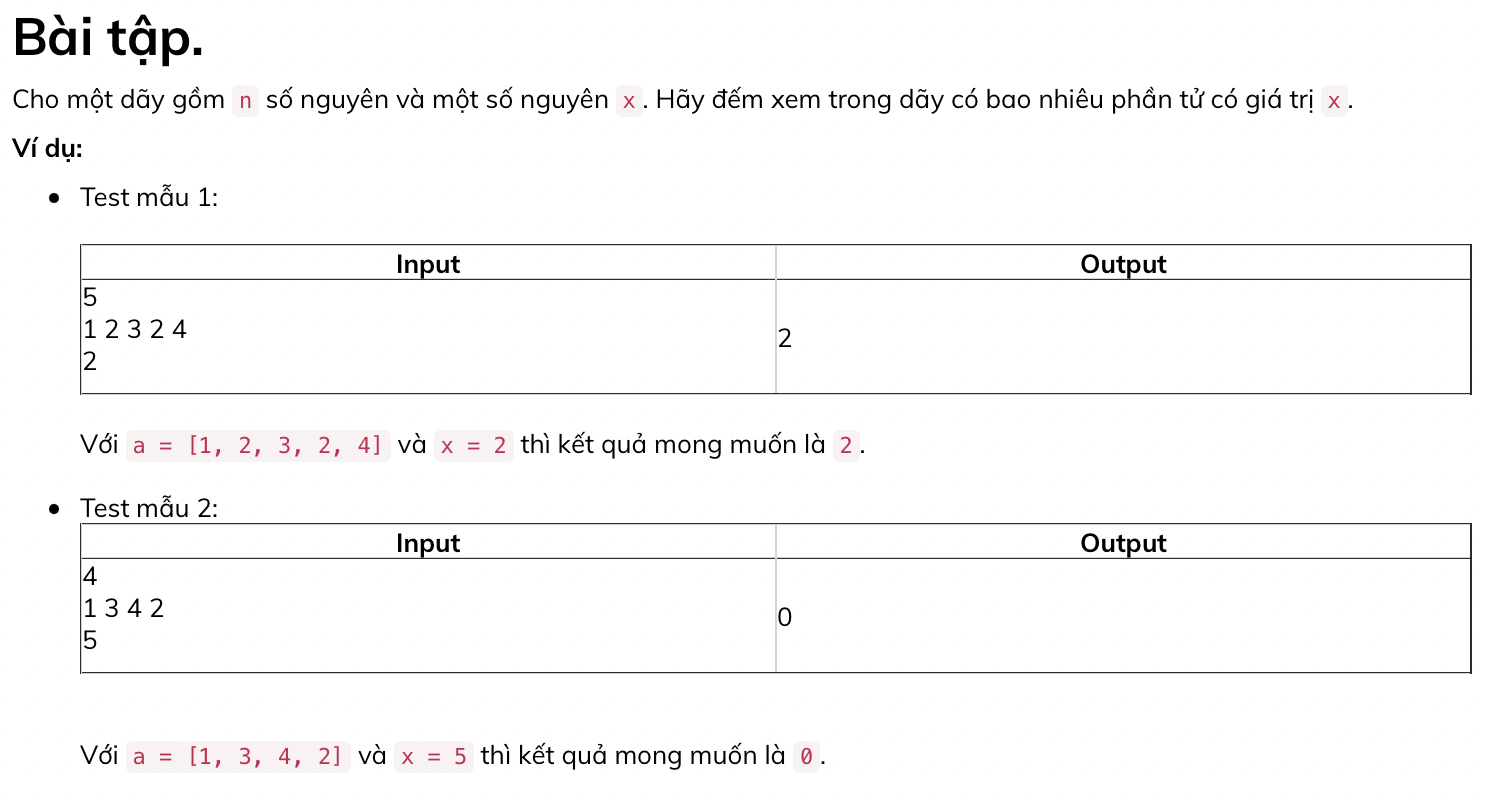 Bài tập.
Cho một dãy gồm n số nguyên và một số nguyên x. Hãy đếm xem trong dãy có bao nhiêu phần tử có giá trị x.
Ví dụ:
Test mẫu 1:
Input Output
5
1 2 3 2 4
2
2
Với a = [1, 2, 3, 2, 4] và x = 2 thì kết quả mong muốn là 2.
Test mẫu 2:
Input Output
4
1 3 4 2
0
5
Với a = [1, 3, 4, 2] và x = 5 thì kết quả mong muốn là 0.